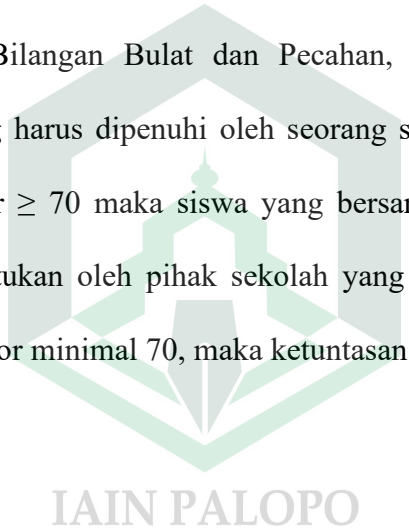 Bilangan Bulat dan Pecahan,
harus dipenuhi oleh seorang
≥ 70 maka siswa yang
oleh pihak sekolah yang
minimal 70, maka ketuntasan
IAIN PALOPO